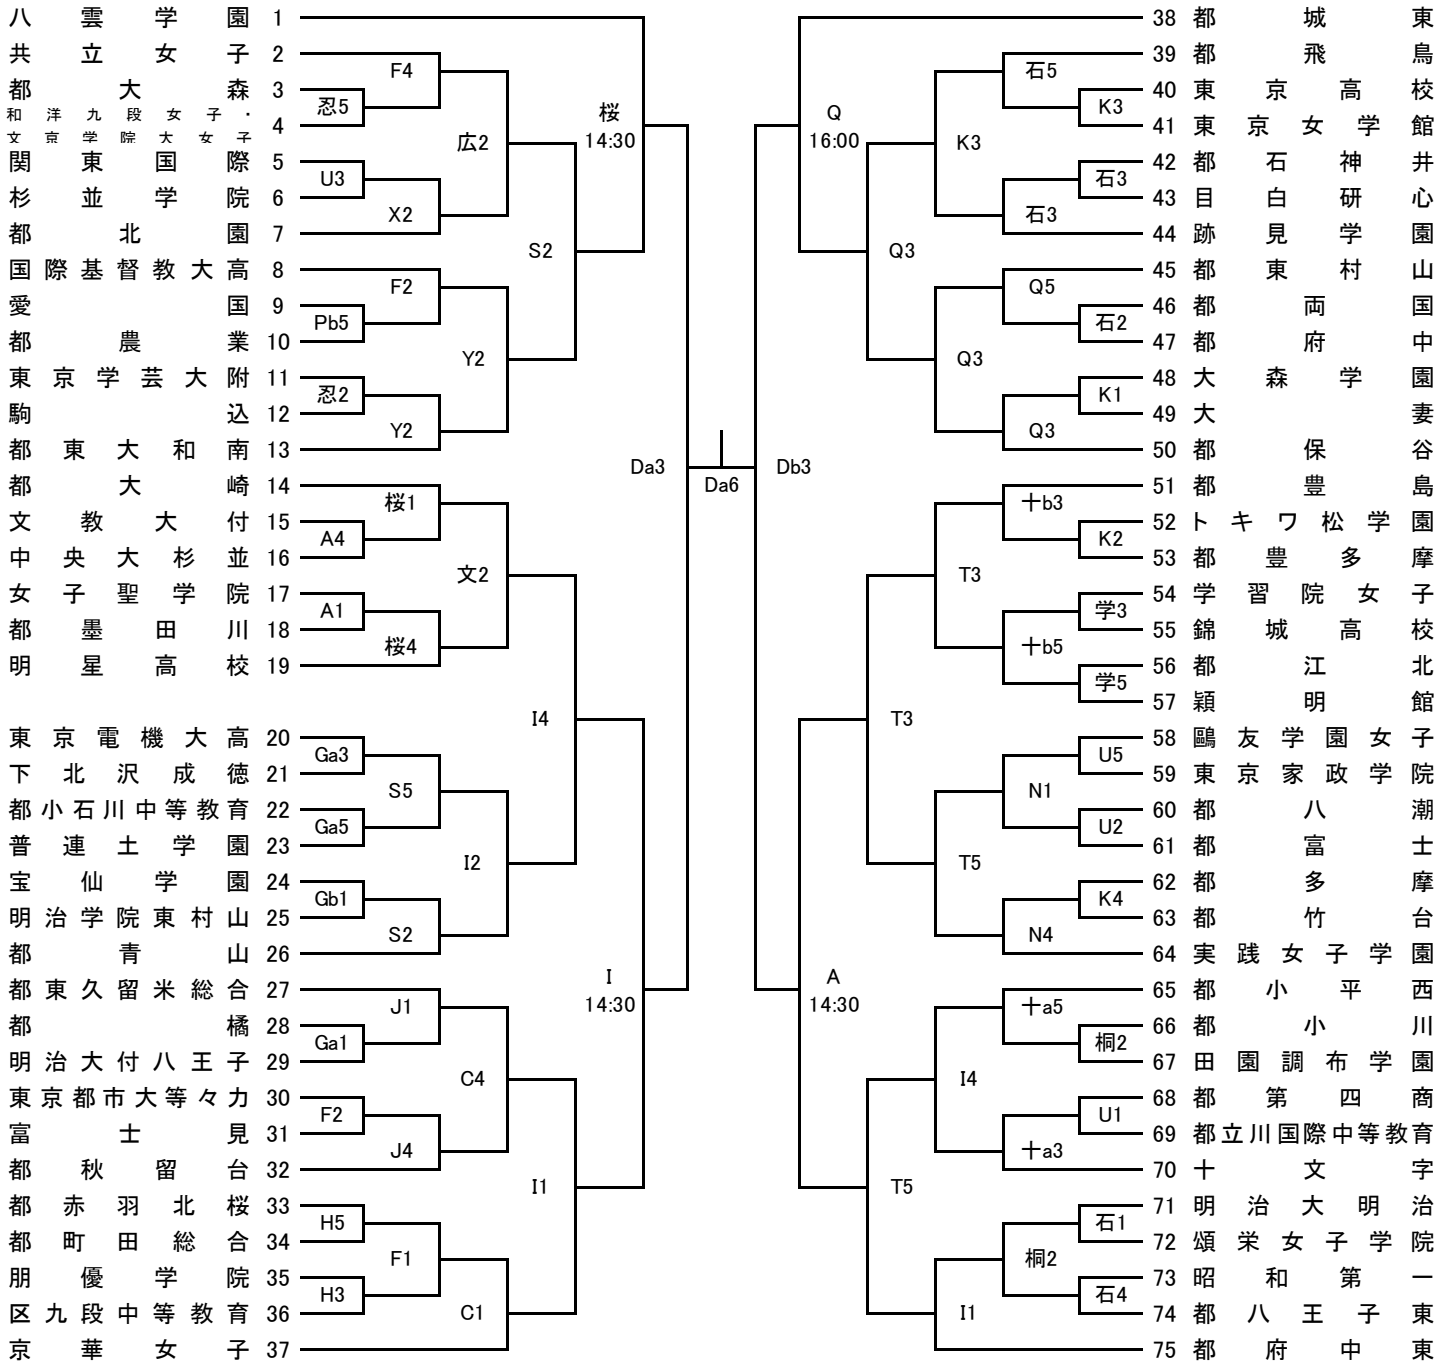 八雲学園 1
共立女子 2
都大森 3
和洋九段女子・文京学院大女子 4
関東国際 5
杉並学院 6
都北園 7
国際基督教大高 8
愛国 9
都農業 10
東京学芸大附 11
駒込 12
都東大和南 13
都大崎 14
文教大付 15
中央大杉並 16
女子聖学院 17
都墨田川 18
明星高校 19
東京電機大高 20
下北沢成徳 21
都小石川中等教育 22
普連土学園 23
宝仙学園 24
明治学院東村山 25
都青山 26
都東久留米総合 27
都橘 28
明治大付八王子 29
東京都市大等々力 30
富士見 31
都秋留台 32
都赤羽北桜 33
都町田総合 34
朋優学院 35
区九段中等教育 36
京華女子 37
F4
忍5
U3
X2
広2
F2
Pb5
忍2
Y2
Y2
S2
桜
14:30
桜1
A4
A1
桜4
文2
Ga3
S5
Ga5
Gb1
S2
I2
I4
J1
Ga1
F2
J4
C4
H5
F1
H3
C1
I1
I
14:30
Da3
Da6
Db3
Q
16:00
石5
K3
K3
石3
石3
Q3
Q5
石2
Q3
K1
Q3
十b3
K2
T3
学3
十b5
学5
T3
U5
N1
U2
T5
K4
N4
A
14:30
十a5
桐2
I4
U1
十a3
T5
石1
桐2
石4
I1
38 都城東
39 都飛鳥
40 東京高校
41 東京女学館
42 都石神井
43 目白研心
44 跡見学園
45 都東村山
46 都両国
47 都府中
48 大森学園
49 大妻
50 都保谷
51 都豊島
52 トキワ松学園
53 都豊多摩
54 学習院女子
55 錦城高校
56 都江北
57 穎明館
58 鷗友学園女子
59 東京家政学院
60 都八潮
61 都富士
62 都多摩
63 都竹台
64 実践女子学園
65 都小平西
66 都小川
67 田園調布学園
68 都第四商
69 都立川国際中等教育
70 十文字
71 明治大明治
72 頌栄女子学院
73 昭和第一
74 都八王子東
75 都府中東